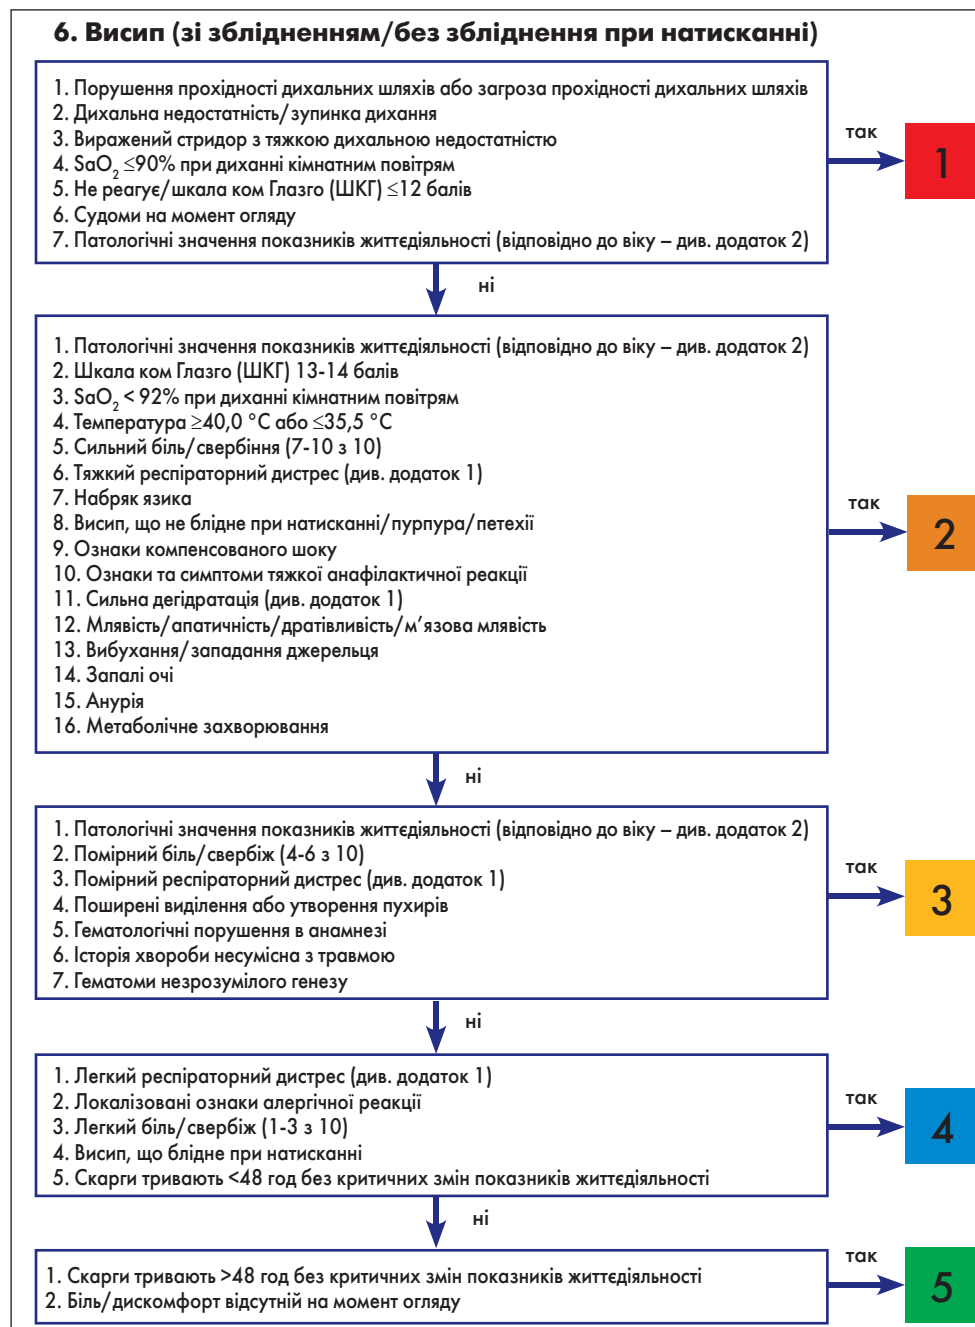 6. Висип (зі зблідненням/без збліднення при натисканні)
1. Порушення прохідності дихальних шляхів або загроза прохідності дихальних шляхів
2. Дихальна недостатність/зупинка дихання
3. Виражений стридор з тяжкою дихальною недостатністю
4. SaO₂ ≤90% при диханні кімнатним повітрям
5. Не реагує/шкала ком Глазго (ШКГ) ≤12 балів
6. Судоми на момент огляду
7. Патологічні значення показників життєдіяльності (відповідно до віку – див. додаток 2)
так
1
ні
1. Патологічні значення показників життєдіяльності (відповідно до віку – див. додаток 2)
2. Шкала ком Глазго (ШКГ) 13-14 балів
3. SaO₂ < 92% при диханні кімнатним повітрям
4. Температура ≥40,0 °C або ≤35,5 °C
5. Сильний біль/свербіння (7-10 з 10)
6. Тяжкий респіраторний дистрес (див. додаток 1)
7. Набряк язика
8. Висип, що не блідне при натисканні/пурпура/петехії
9. Ознаки компенсованого шоку
10. Ознаки та симптоми тяжкої анафілактичної реакції
11. Сильна дегідратація (див. додаток 1)
12. Млявість/апатичність/дратівливість/м’язова млявість
13. Вибухання/западання джерельця
14. Запалі очі
15. Анурія
16. Метаболічне захворювання
так
2
ні
1. Патологічні значення показників життєдіяльності (відповідно до віку – див. додаток 2)
2. Помірний біль/свербіж (4-6 з 10)
3. Помірний респіраторний дистрес (див. додаток 1)
4. Поширені виділення або утворення пухирів
5. Гематологічні порушення в анамнезі
6. Історія хвороби несумісна з травмою
7. Гематоми незрозумілого генезу
так
3
ні
1. Легкий респіраторний дистрес (див. додаток 1)
2. Локалізовані ознаки алергічної реакції
3. Легкий біль/свербіж (1-3 з 10)
4. Висип, що блідне при натисканні
5. Скарги тривають <48 год без критичних змін показників життєдіяльності
так
4
ні
1. Скарги тривають >48 год без критичних змін показників життєдіяльності
2. Біль/дискомфорт відсутній на момент огляду
так
5